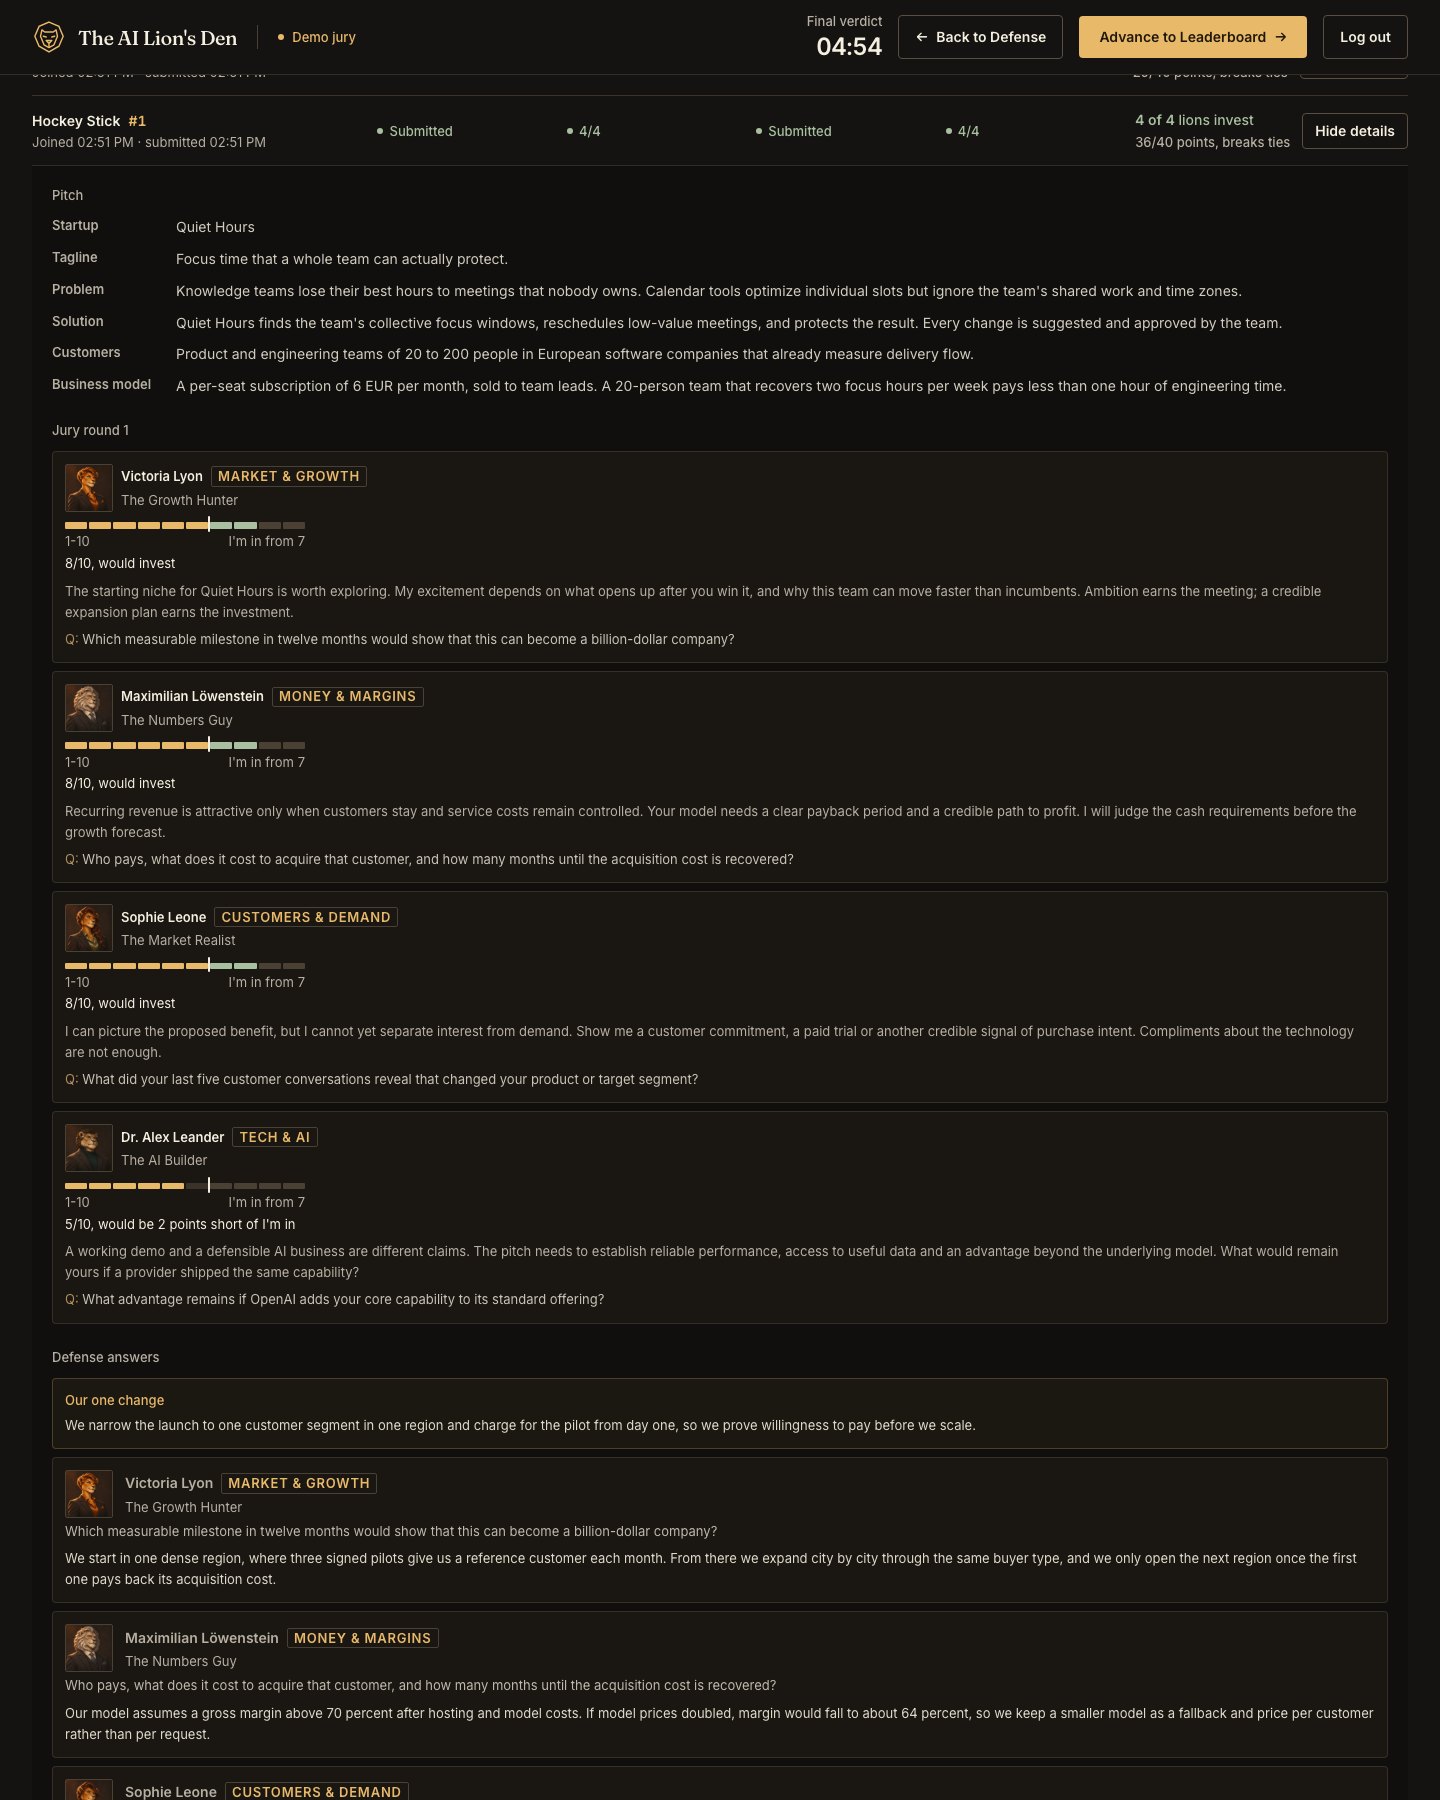 The AI Lion's Den
Demo jury
Final verdict
04:54
← Back to Defense
Advance to Leaderboard →
Log out
Hockey Stick #1
Joined 02:51 PM · submitted 02:51 PM
Submitted
4/4
Submitted
4/4
4 of 4 lions invest
36/40 points, breaks ties
Hide details
Pitch
Startup Quiet Hours
Tagline Focus time that a whole team can actually protect.
Problem Knowledge teams lose their best hours to meetings that nobody owns. Calendar tools optimize individual slots but ignore the team's shared work and time zones.
Solution Quiet Hours finds the team's collective focus windows, reschedules low-value meetings, and protects the result. Every change is suggested and approved by the team.
Customers Product and engineering teams of 20 to 200 people in European software companies that already measure delivery flow.
Business model A per-seat subscription of 6 EUR per month, sold to team leads. A 20-person team that recovers two focus hours per week pays less than one hour of engineering time.
Jury round 1
Victoria Lyon MARKET & GROWTH
The Growth Hunter
1-10 I'm in from 7
8/10, would invest
The starting niche for Quiet Hours is worth exploring. My excitement depends on what opens up after you win it, and why this team can move faster than incumbents. Ambition earns the meeting; a credible
expansion plan earns the investment.
Q: Which measurable milestone in twelve months would show that this can become a billion-dollar company?
Maximilian Löwenstein MONEY & MARGINS
The Numbers Guy
1-10 I'm in from 7
8/10, would invest
Recurring revenue is attractive only when customers stay and service costs remain controlled. Your model needs a clear payback period and a credible path to profit. I will judge the cash requirements before the
growth forecast.
Q: Who pays, what does it cost to acquire that customer, and how many months until the acquisition cost is recovered?
Sophie Leone CUSTOMERS & DEMAND
The Market Realist
1-10 I'm in from 7
8/10, would invest
I can picture the proposed benefit, but I cannot yet separate interest from demand. Show me a customer commitment, a paid trial or another credible signal of purchase intent. Compliments about the technology
are not enough.
Q: What did your last five customer conversations reveal that changed your product or target segment?
Dr. Alex Leander TECH & AI
The AI Builder
1-10 I'm in from 7
5/10, would be 2 points short of I'm in
A working demo and a defensible AI business are different claims. The pitch needs to establish reliable performance, access to useful data and an advantage beyond the underlying model. What would remain
yours if a provider shipped the same capability?
Q: What advantage remains if OpenAI adds your core capability to its standard offering?
Defense answers
Our one change
We narrow the launch to one customer segment in one region and charge for the pilot from day one, so we prove willingness to pay before we scale.
Victoria Lyon MARKET & GROWTH
The Growth Hunter
Which measurable milestone in twelve months would show that this can become a billion-dollar company?
We start in one dense region, where three signed pilots give us a reference customer each month. From there we expand city by city through the same buyer type, and we only open the next region once the first
one pays back its acquisition cost.
Maximilian Löwenstein MONEY & MARGINS
The Numbers Guy
Who pays, what does it cost to acquire that customer, and how many months until the acquisition cost is recovered?
Our model assumes a gross margin above 70 percent after hosting and model costs. If model prices doubled, margin would fall to about 64 percent, so we keep a smaller model as a fallback and price per customer
rather than per request.
Sophie Leone CUSTOMERS & DEMAND